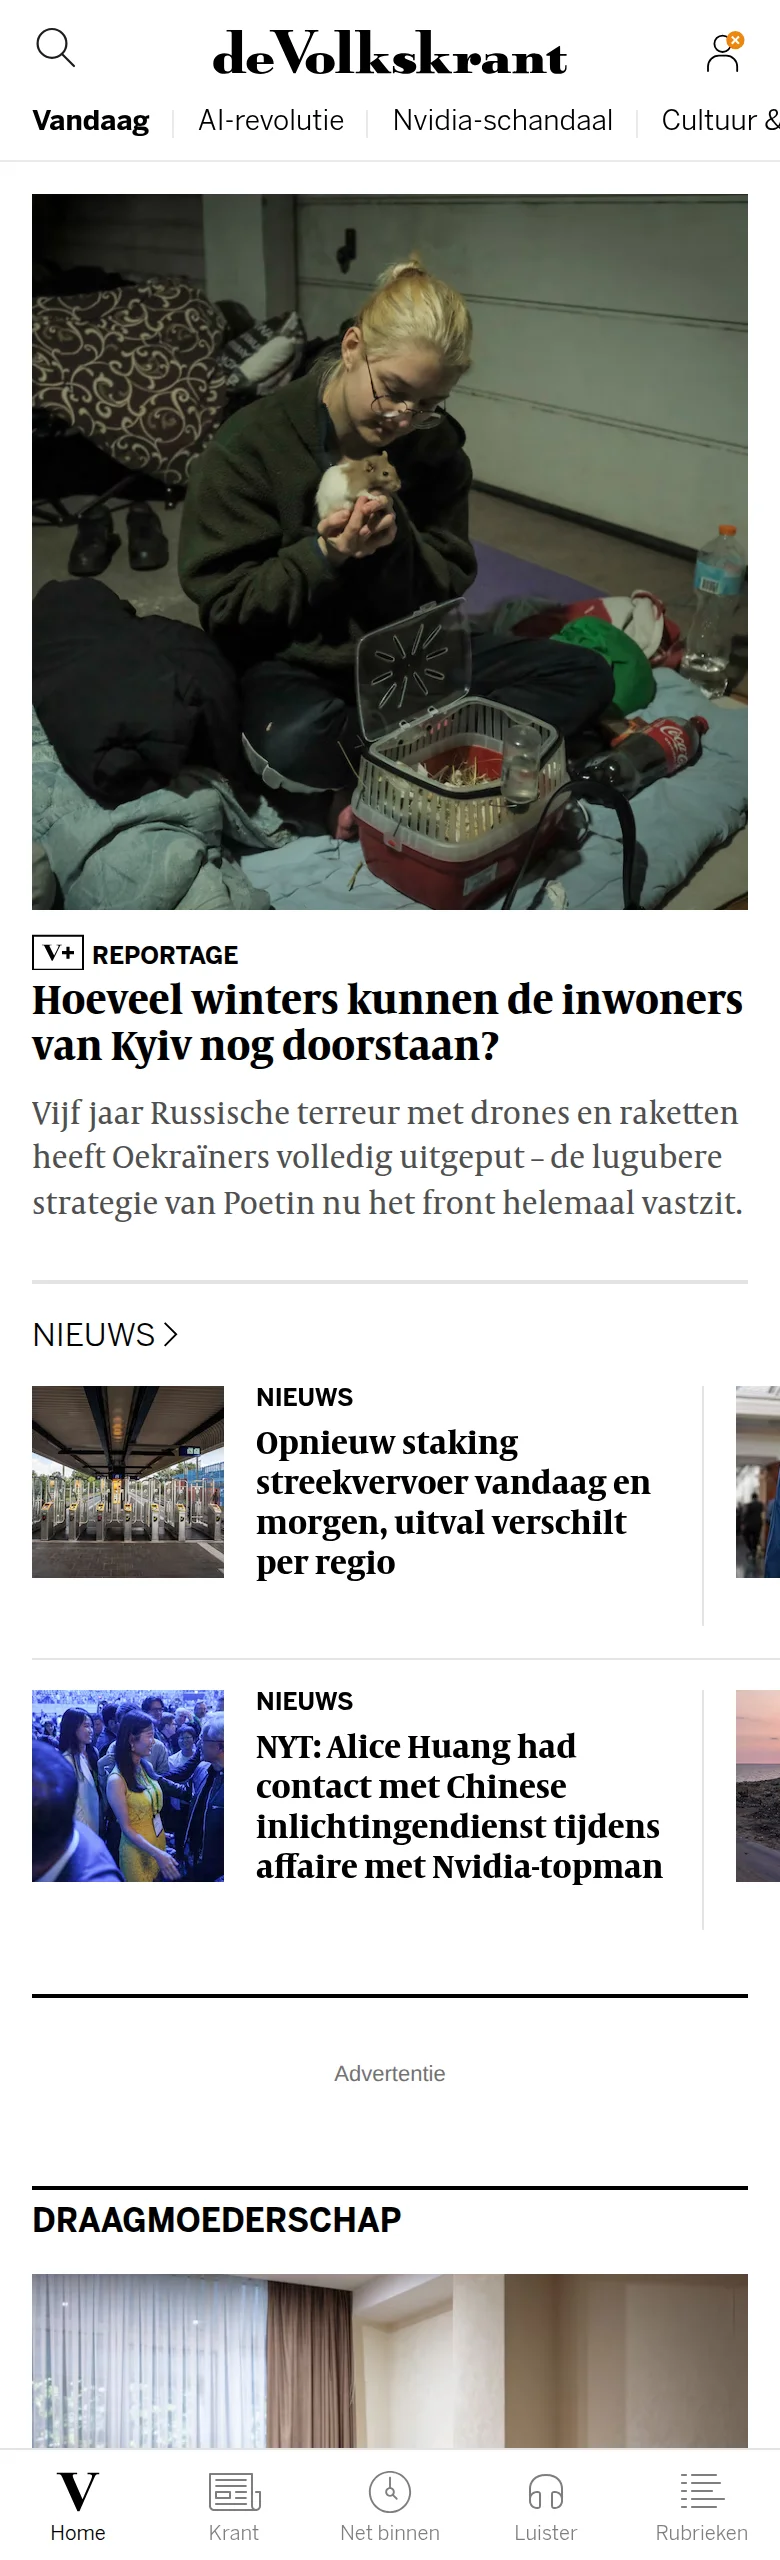 deVolkskrant
Vandaag
AI-revolutie
Nvidia-schandaal
Cultuur &
Coca-Cola
V+ REPORTAGE
Hoeveel winters kunnen de inwoners
van Kyiv nog doorstaan?
Vijf jaar Russische terreur met drones en raketten
heeft Oekraïners volledig uitgeput – de lugubere
strategie van Poetin nu het front helemaal vastzit.
NIEUWS
NIEUWS
Opnieuw staking
streekvervoer vandaag en
morgen, uitval verschilt
per regio
NIEUWS
NYT: Alice Huang had
contact met Chinese
inlichtingendienst tijdens
affaire met Nvidia-topman
Advertentie
DRAAGMOEDERSCHAP
V
Home
Krant
Net binnen
Luister
Rubrieken